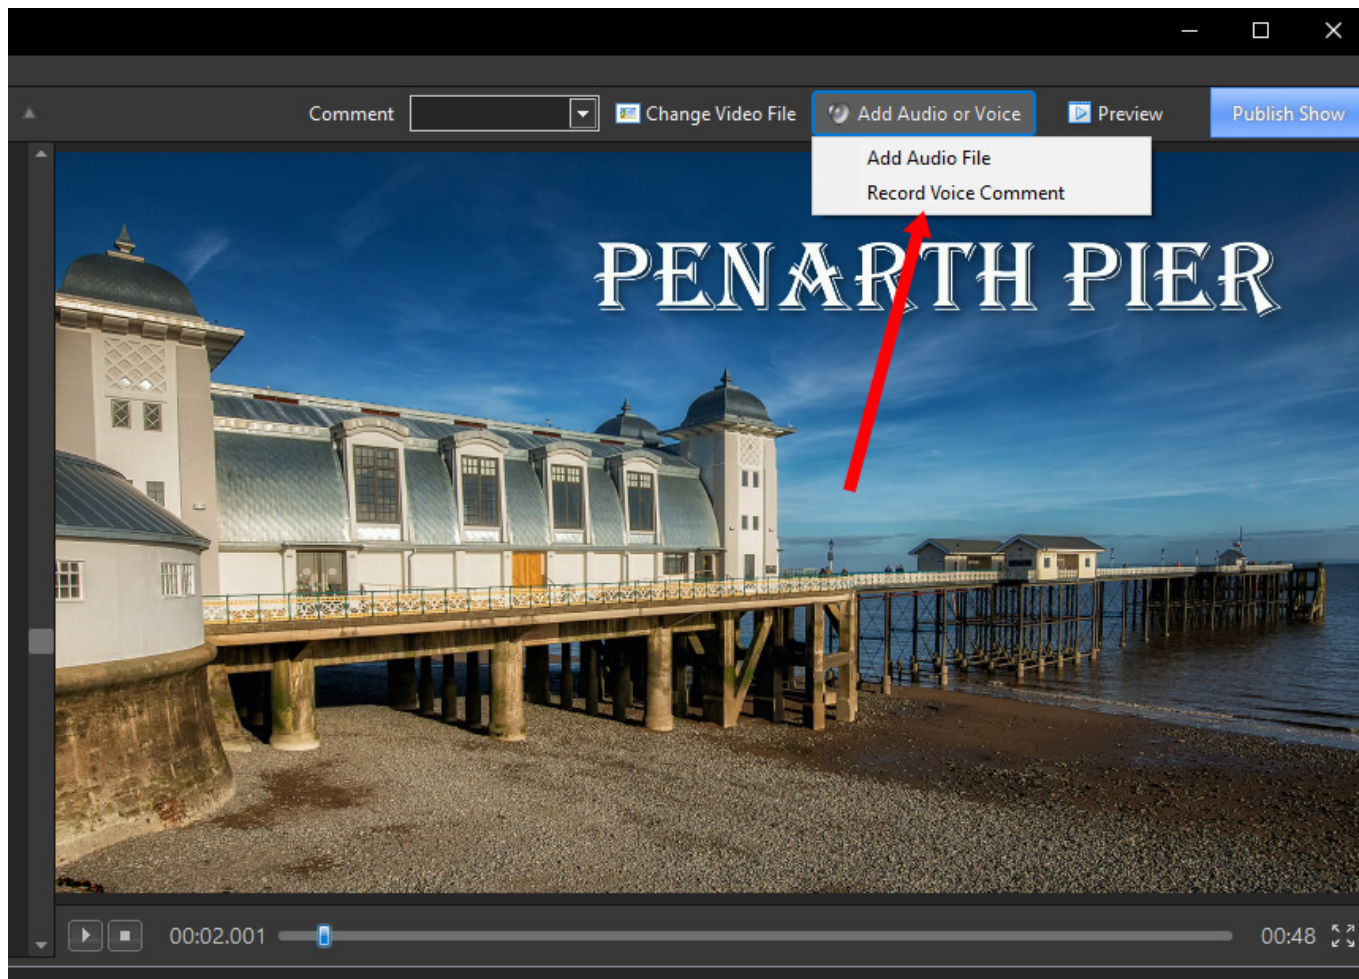 Comment Change Video File Add Audio or Voice Preview Publish Show
Add Audio File
Record Voice Comment
PENARTH PIER
00:02.001 00:48